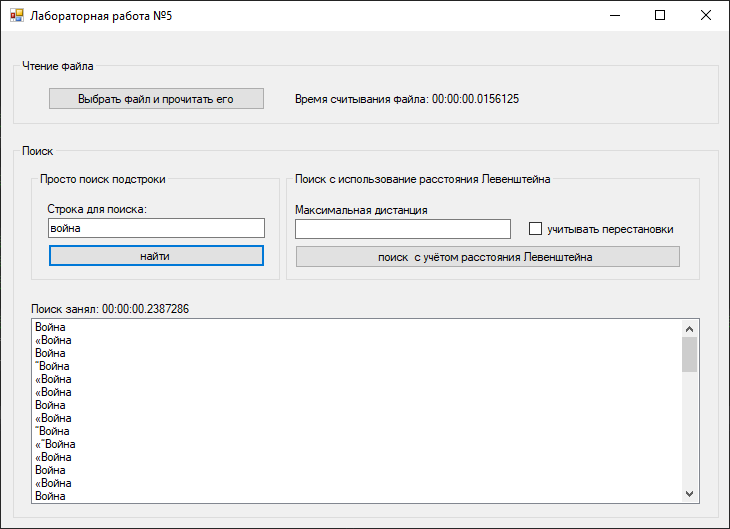 Лабораторная работа №5
Чтение файла
Выбрать файл и прочитать его
Время считывания файла: 00:00:00.0156125
Поиск
Просто поиск подстроки
Строка для поиска:
война
найти
Поиск с использование расстояния Левенштейна
Максимальная дистанция
учитывать перестановки
поиск с учётом расстояния Левенштейна
Поиск занял: 00:00:00.2387286
Война
«Война
Война
"Война
«Война
«Война
Война
«Война
"Война
«"Война
«Война
Война
«Война
Война